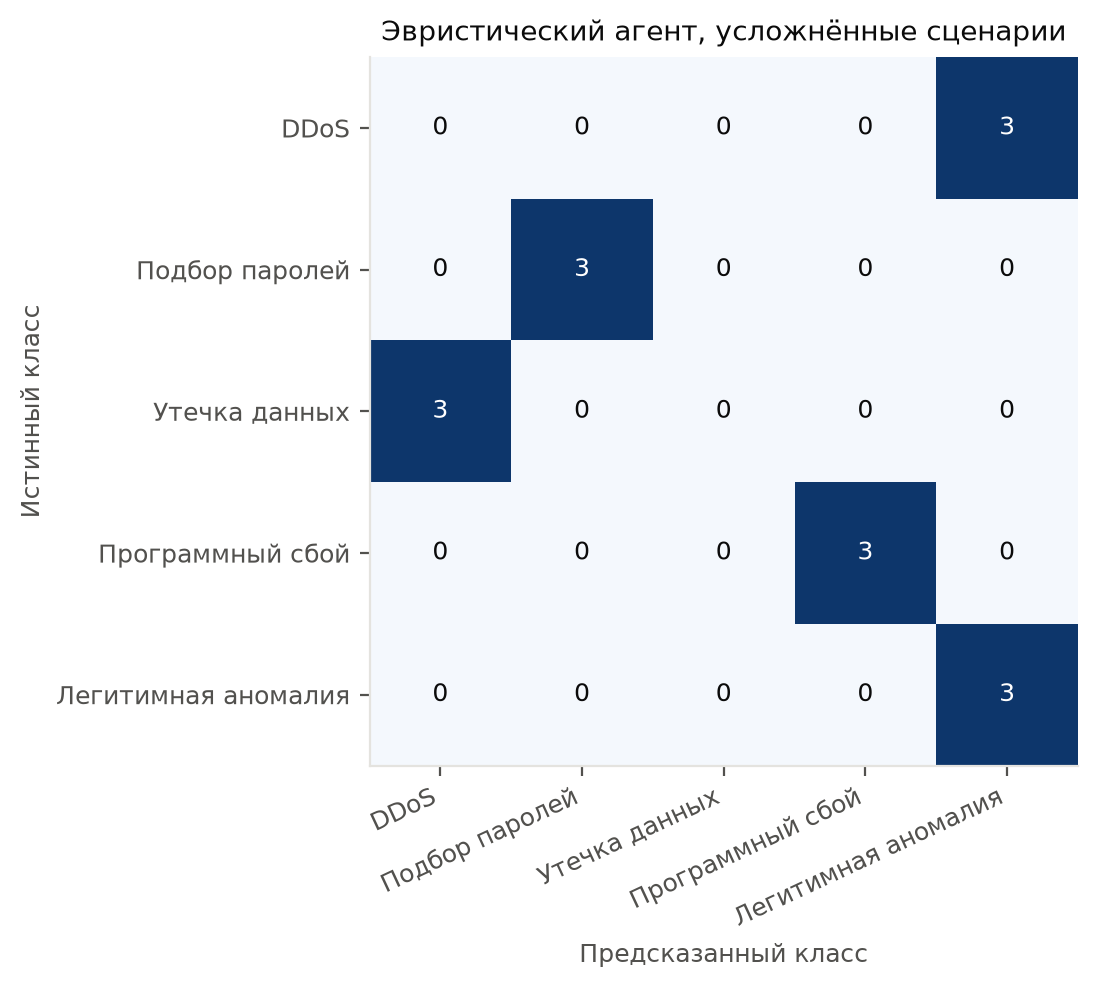 Эвристический агент, усложнённые сценарии
Истинный класс
DDoS 0 0 0 0 3
Подбор паролей 0 3 0 0 0
Утечка данных 3 0 0 0 0
Программный сбой 0 0 0 3 0
Легитимная аномалия 0 0 0 0 3
DDoS
Подбор паролей
Утечка данных
Программный сбой
Легитимная аномалия
Предсказанный класс